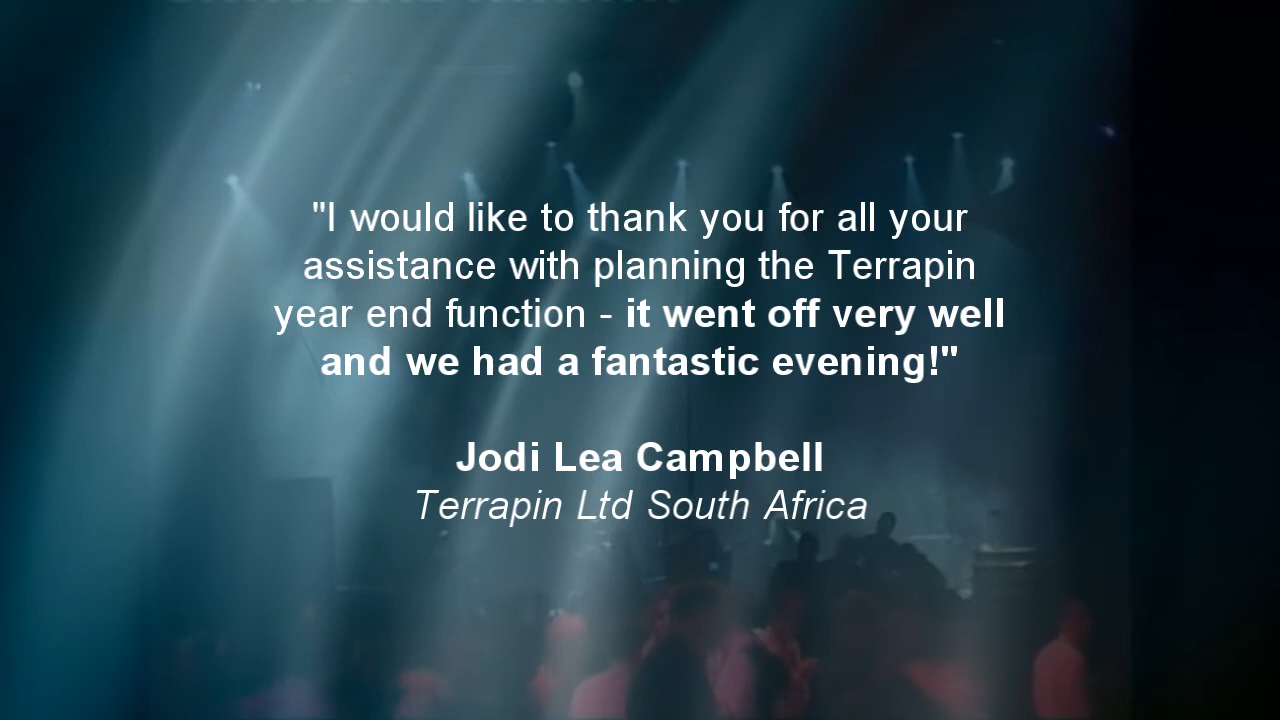 "I would like to thank you for all your
assistance with planning the Terrapin
year end function - it went off very well
and we had a fantastic evening!"
Jodi Lea Campbell
Terrapin Ltd South Africa